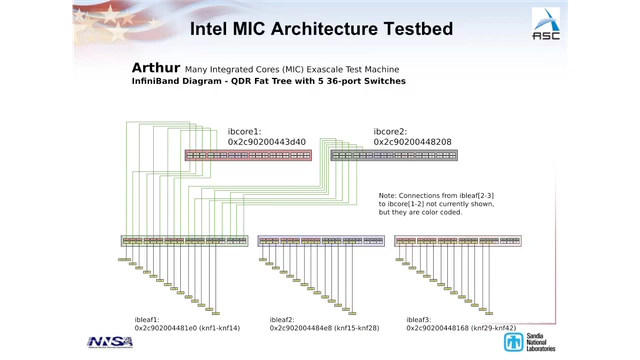 Intel MIC Architecture Testbed
ASC
Arthur Many Integrated Cores (MIC) Exascale Test Machine
InfiniBand Diagram - QDR Fat Tree with 5 36-port Switches
ibcore1:
0x2c90200443d40
ibcore2:
0x2c90200448208
Note: Connections from ibleaf[2-3]
to ibcore[1-2] not currently shown,
but they are color coded.
ibleaf1:
0x2c902004481e0 (knf1-knf14)
ibleaf2:
0x2c902004484e8 (knf15-knf28)
ibleaf3:
0x2c90200448168 (knf29-knf42)
NNSA
Sandia
National
Laboratories